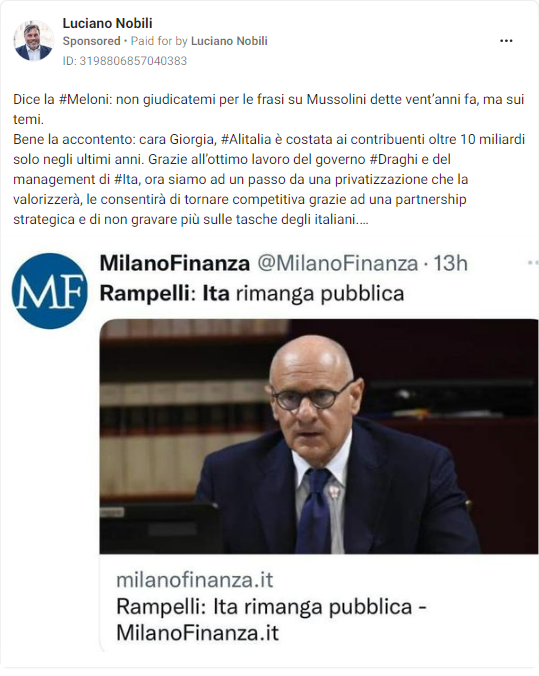 Luciano Nobili
Sponsored • Paid for by Luciano Nobili
ID: 3198806857040383
Dice la #Meloni: non giudicatemi per le frasi su Mussolini dette vent’anni fa, ma sui
temi.
Bene la accontento: cara Giorgia, #Alitalia è costata ai contribuenti oltre 10 miliardi
solo negli ultimi anni. Grazie all’ottimo lavoro del governo #Draghi e del
management di #Ita, ora siamo ad un passo da una privatizzazione che la
valorizzerà, le consentirà di tornare competitiva grazie ad una partnership
strategica e di non gravare più sulle tasche degli italiani....
MF
MilanoFinanza @MilanoFinanza · 13h
Rampelli: Ita rimanga pubblica
milanofinanza.it
Rampelli: Ita rimanga pubblica -
MilanoFinanza.it